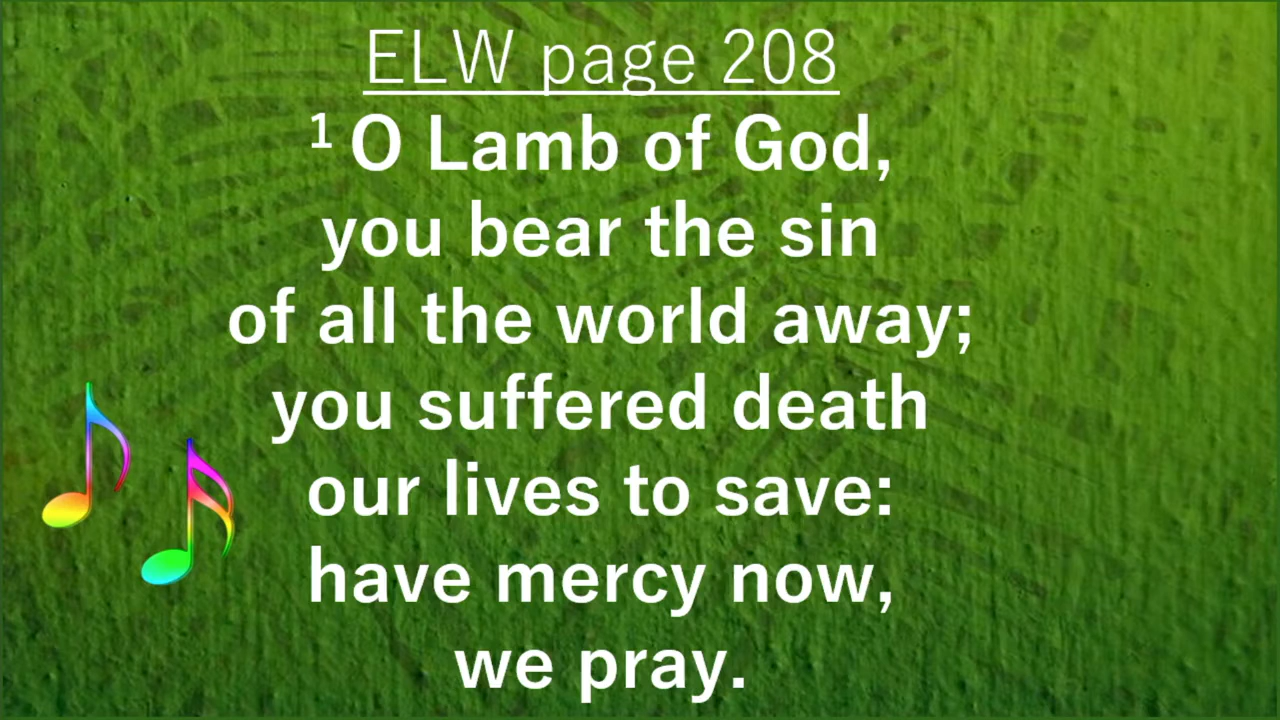 ELW page 208
1 O Lamb of God,
you bear the sin
of all the world away;
you suffered death
our lives to save:
have mercy now,
we pray.